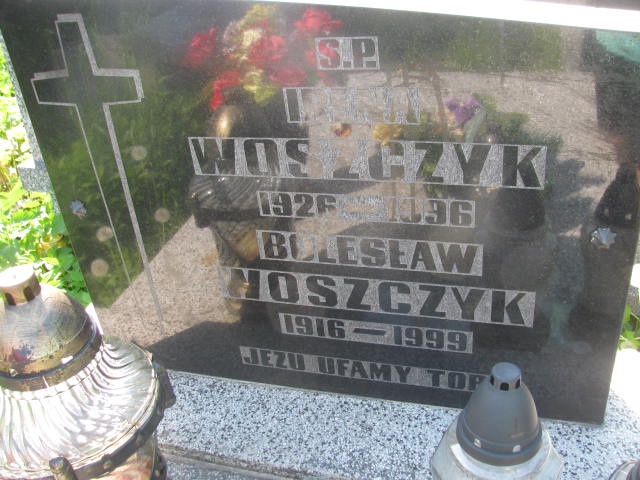 S.P.
WOSZCZYK
1926 — 1996
BOLESŁAW
WOSZCZYK
1916 — 1999
JEZU UFAMY